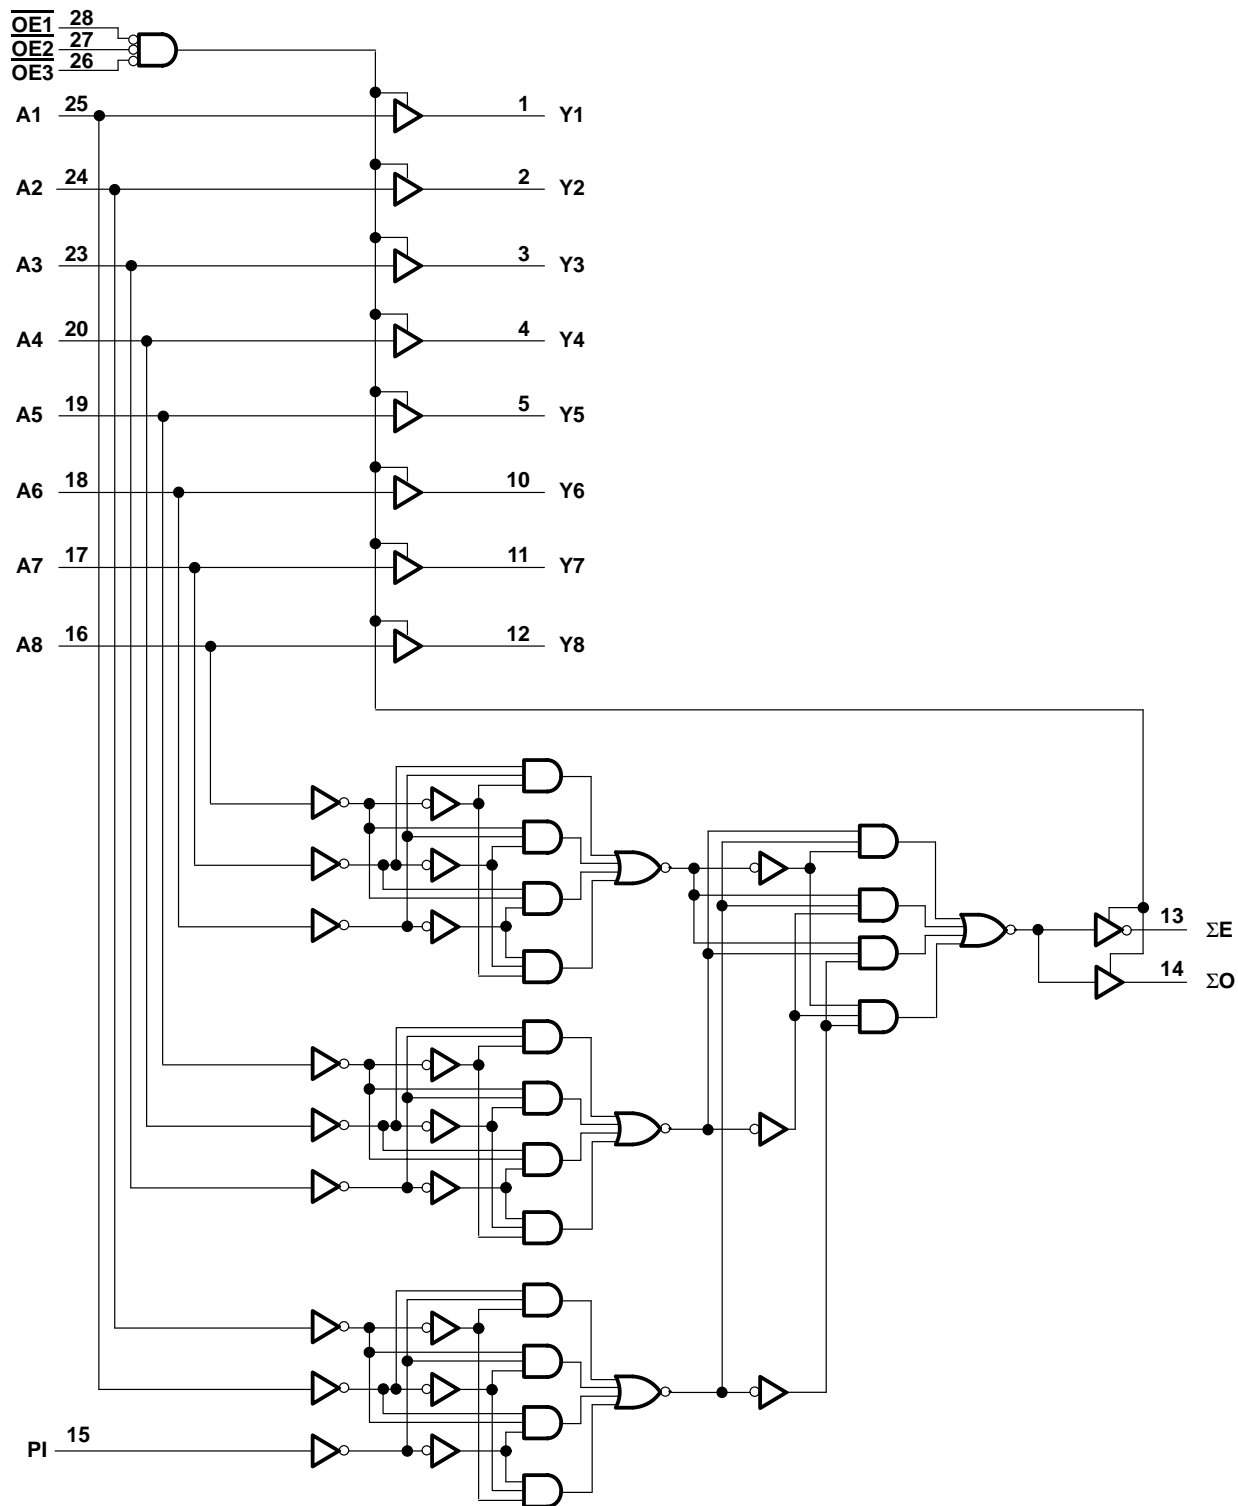 OE1 28
OE2 27
OE3 26
A1 25 1 Y1
A2 24 2 Y2
A3 23 3 Y3
A4 20 4 Y4
A5 19 5 Y5
A6 18 10 Y6
A7 17 11 Y7
A8 16 12 Y8
13 ΣE
14 ΣO
PI 15